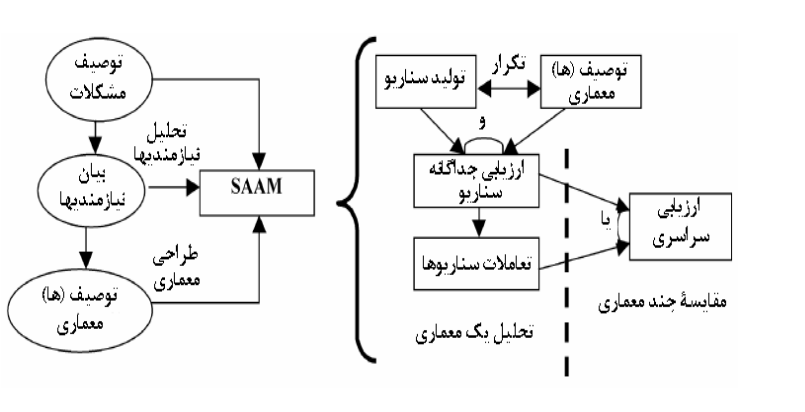 توصیف
مشکلات
تحلیل
نیازمندیها
بیان
نیازمندیها
SAAM
طراحی
معماری
توصیف (ها)
معماری
تولید سناریو
تکرار
توصیف (ها)
معماری
و
ارزیابی جداگانه
سناریو
تعاملات سناریوها
یا
ارزیابی
سراسری
تحلیل یک معماری
مقایسهٔ چند معماری